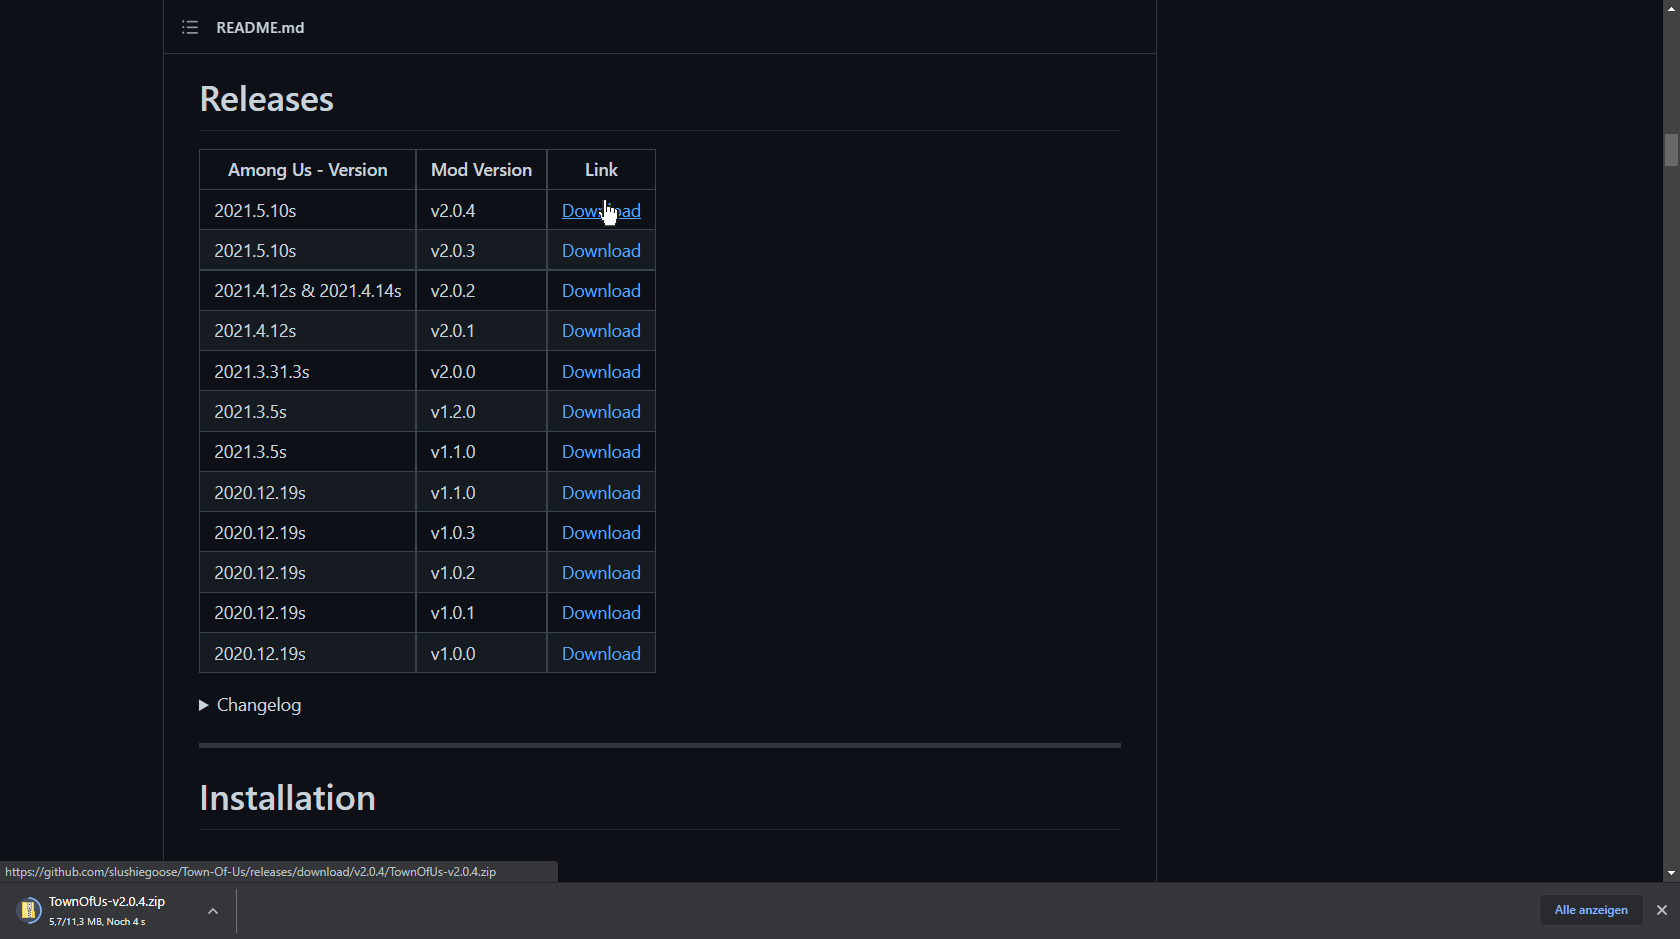 README.md
Releases
Among Us - Version Mod Version Link
2021.5.10s v2.0.4 Download
2021.5.10s v2.0.3 Download
2021.4.12s & 2021.4.14s v2.0.2 Download
2021.4.12s v2.0.1 Download
2021.3.31.3s v2.0.0 Download
2021.3.5s v1.2.0 Download
2021.3.5s v1.1.0 Download
2020.12.19s v1.1.0 Download
2020.12.19s v1.0.3 Download
2020.12.19s v1.0.2 Download
2020.12.19s v1.0.1 Download
2020.12.19s v1.0.0 Download
Changelog
Installation
https://github.com/slushiegoose/Town-Of-Us/releases/download/v2.0.4/TownOfUs-v2.0.4.zip
TownOfUs-v2.0.4.zip
5,7/11,3 MB, Noch 4 s
Alle anzeigen